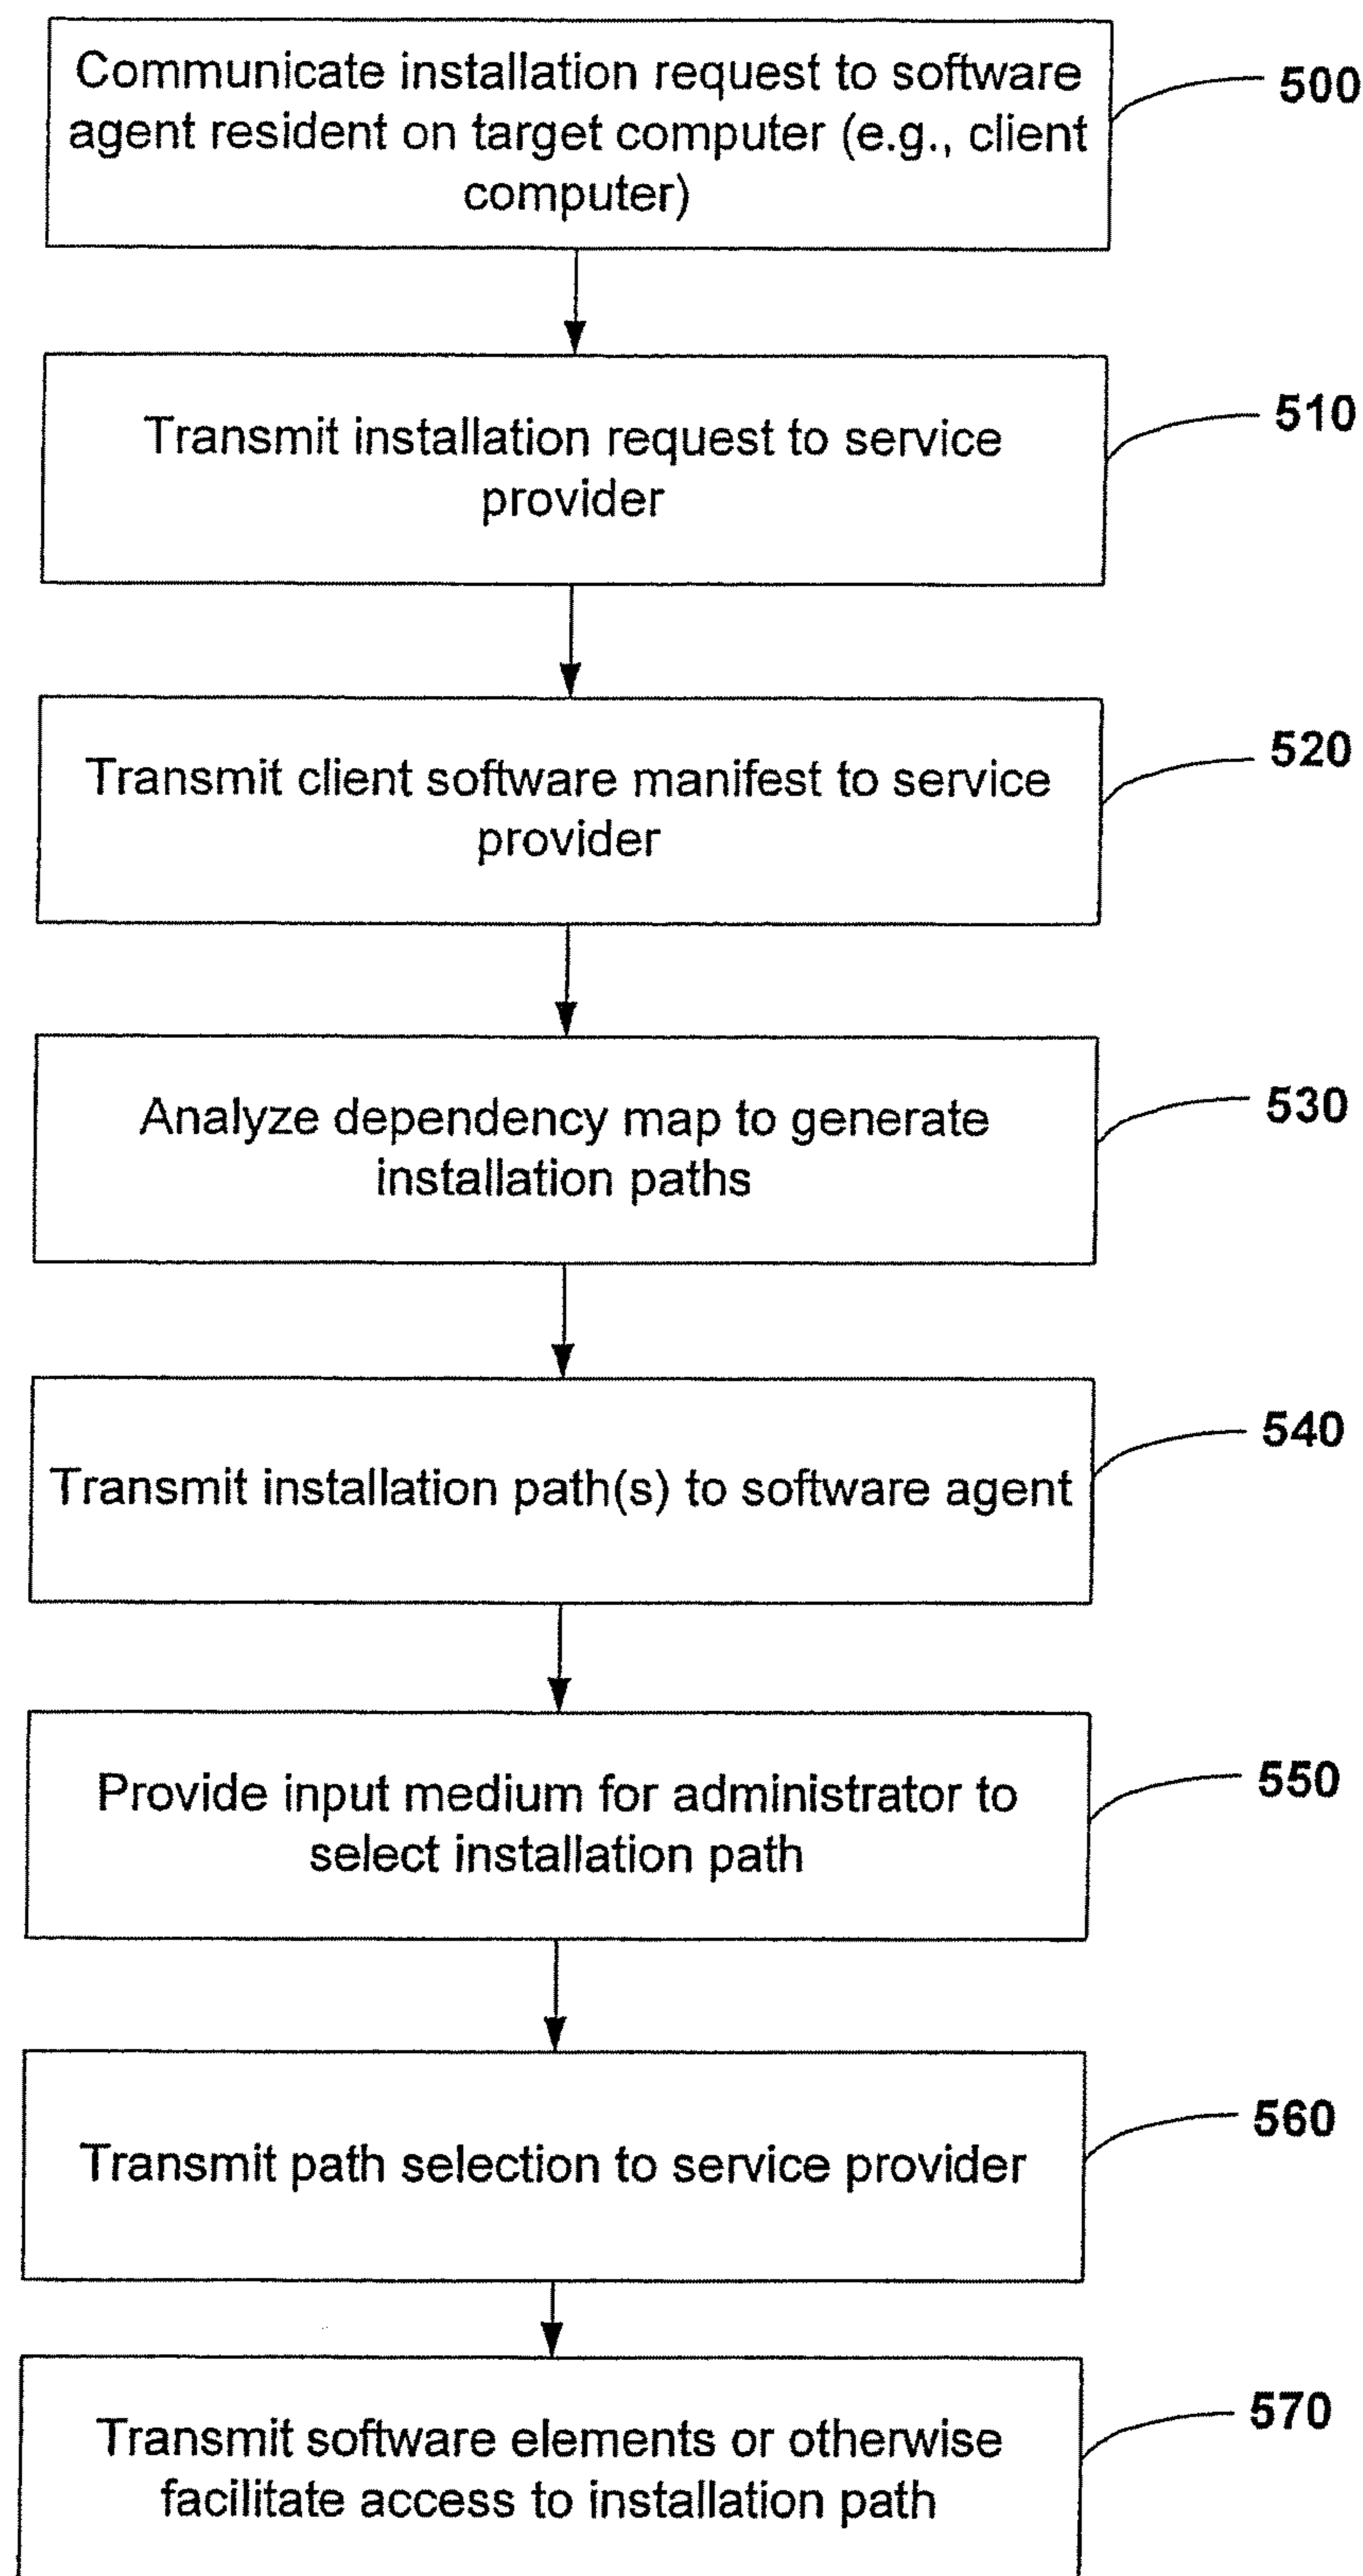 Communicate installation request to software
agent resident on target computer (e.g., client
computer)
500
Transmit installation request to service
provider
510
Transmit client software manifest to service
provider
520
Analyze dependency map to generate
installation paths
530
Transmit installation path(s) to software agent
540
Provide input medium for administrator to
select installation path
550
Transmit path selection to service provider
560
Transmit software elements or otherwise
facilitate access to installation path
570